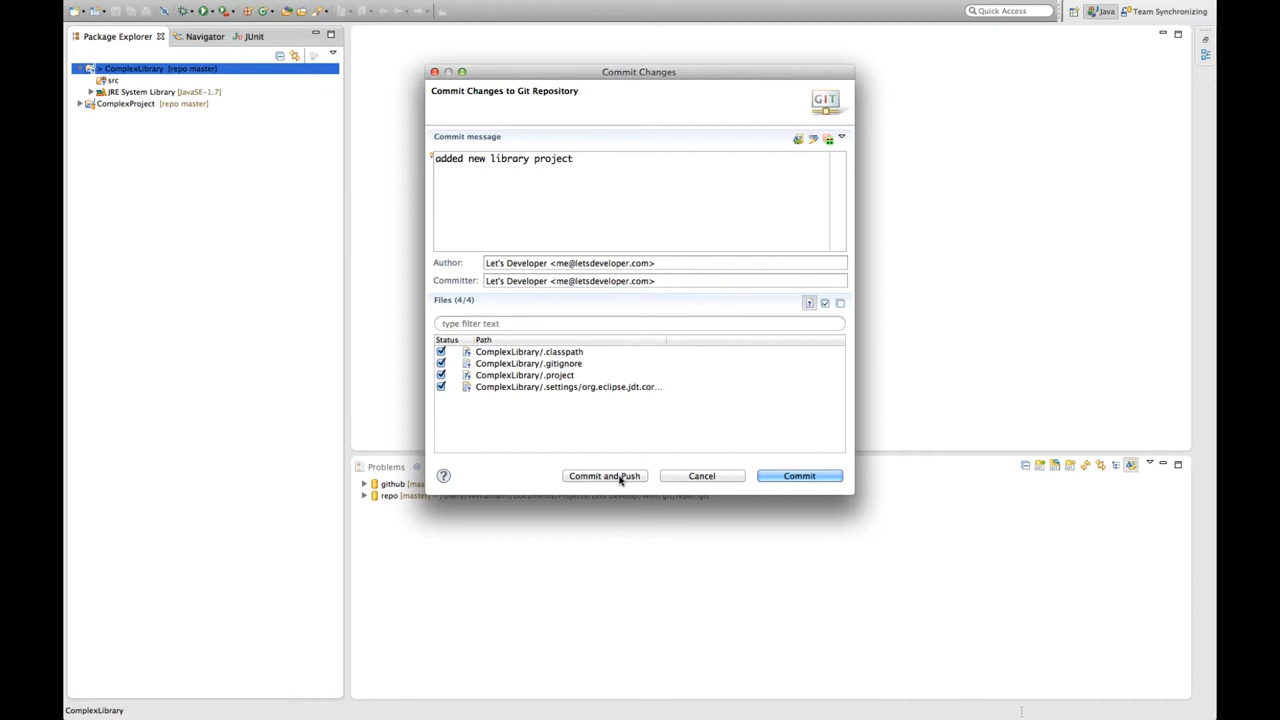 Quick Access
Java
Team Synchronizing
Package Explorer
Navigator
JUnit
> ComplexLibrary [repo master]
src
JRE System Library [JavaSE-1.7]
ComplexProject [repo master]
Commit Changes
Commit Changes to Git Repository
GIT
Commit message
added new library project
Author:
Let's Developer <me@letsdeveloper.com>
Committer:
Let's Developer <me@letsdeveloper.com>
Files (4/4)
type filter text
Status
Path
ComplexLibrary/.classpath
ComplexLibrary/.gitignore
ComplexLibrary/.project
ComplexLibrary/.settings/org.eclipse.jdt.cor...
Commit and Push
Cancel
Commit
Problems
github
repo [master]
ComplexLibrary